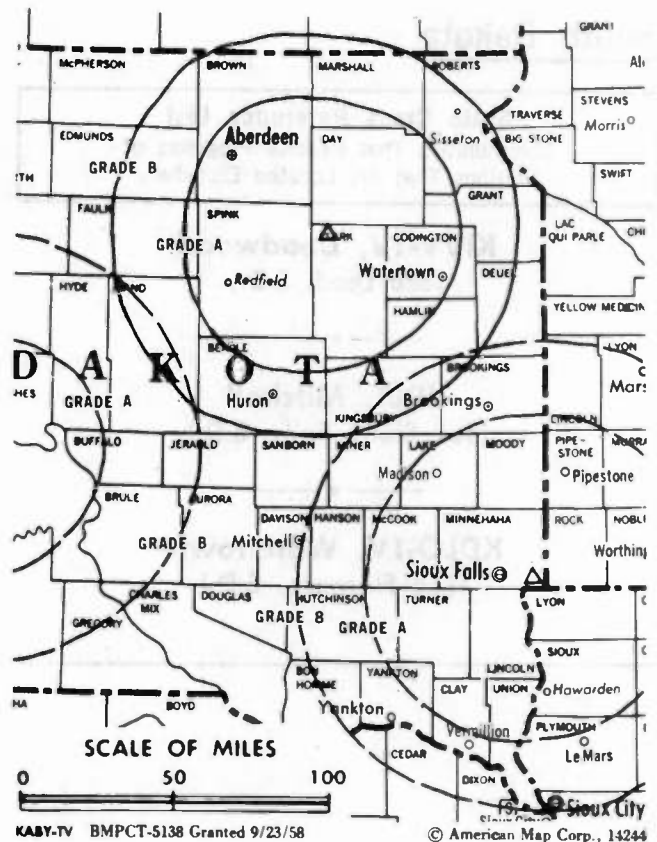 GRANT
McPHERSON
BROWN
MARSHALL
ROBERTS
STEVENS
TRAVERSE
EDMUNDS
Aberdeen
DAY
Sisseton
Morris
BIG STONE
GRADE B
SWIFT
GRANT
FAULK
SPINK
GRADE A
CODINGTON
LAC
QUI PARLE
Redfield
Watertown
DEUEL
HYDE
HAMLIN
YELLOW MEDICIN
BEADLE
LYON
D A K O T A
BROOKINGS
GRADE A
Huron
KINGSBURY
Brookings
Mars
LINCOLN
BUFFALO
JERAULD
SANBORN
MINER
LAKE
MOODY
PIPE-
STONE
MURRA
Madison
Pipestone
BRULE
AURORA
DAVISON
HANSON
McCOOK
MINNEHAHA
ROCK
NOBL
GRADE B
Mitchell
Worthing
Sioux Falls
CHARLES
MIX
DOUGLAS
HUTCHINSON
TURNER
LYON
GRADE B
GRADE A
GREGORY
SIOUX
LINCOLN
BON
HOMME
YANKTON
CLAY
UNION
Hawarden
BOYD
Yankton
PLYMOUTH
SCALE OF MILES
Vermillion
Le Mars
CEDAR
DIXON
0 50 100
Sioux City
KABY-TV BMPCT-5138 Granted 9/23/58
© American Map Corp., 14244